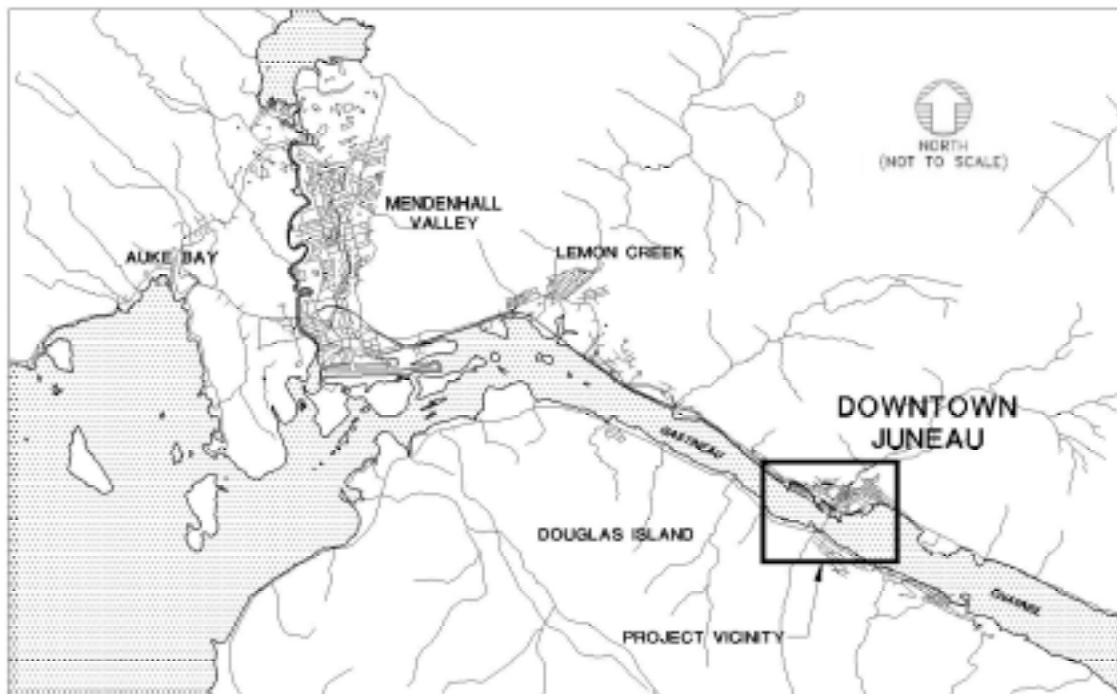 NORTH
(NOT TO SCALE)
MENDENHALL
VALLEY
AUKE BAY
LEMON CREEK
DOWNTOWN
JUNEAU
GASTINEAU
DOUGLAS ISLAND
CHANNEL
PROJECT VICINITY